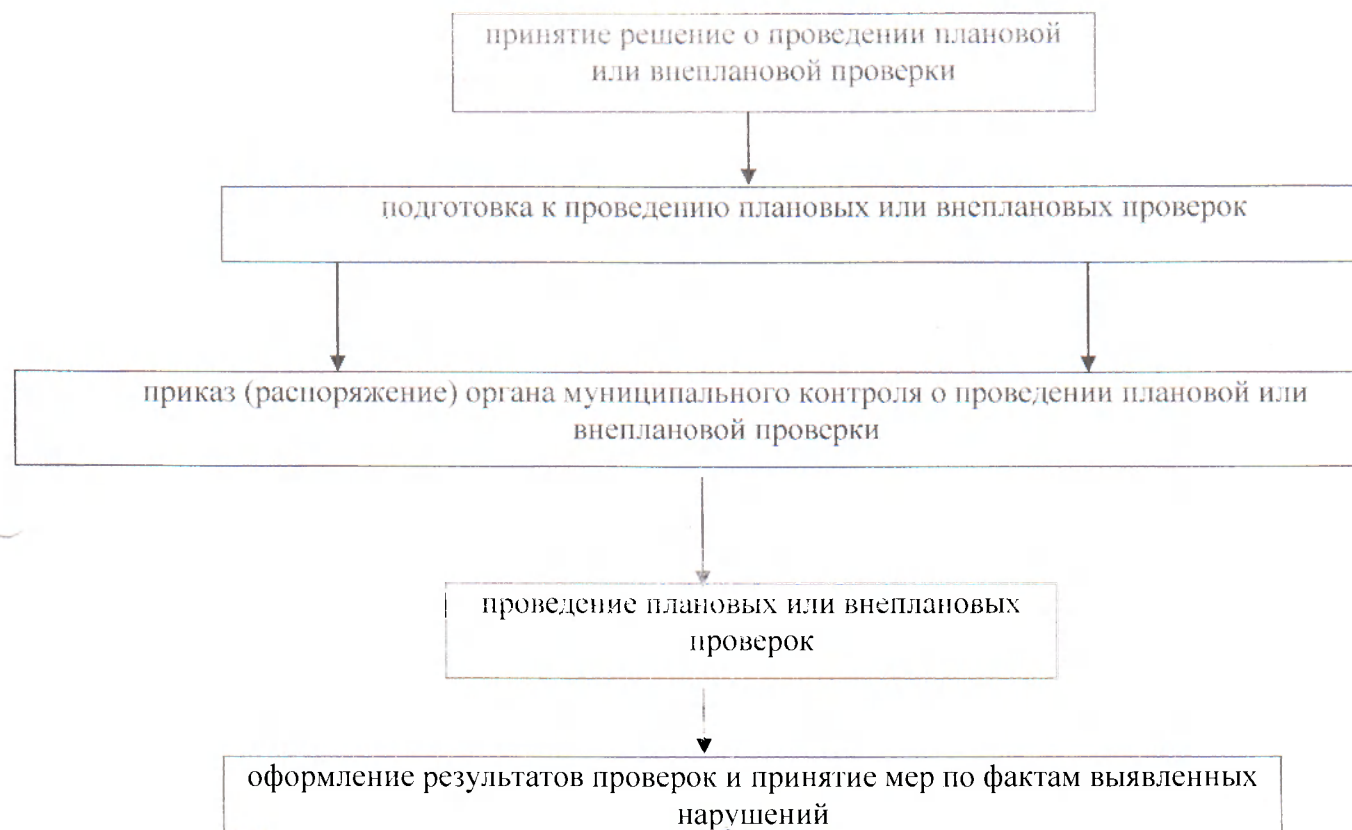 принятие решение о проведении плановой
или внеплановой проверки
подготовка к проведению плановых или внеплановых проверок
приказ (распоряжение) органа муниципального контроля о проведении плановой или
внеплановой проверки
проведение плановых или внеплановых
проверок
оформление результатов проверок и принятие мер по фактам выявленных
нарушений